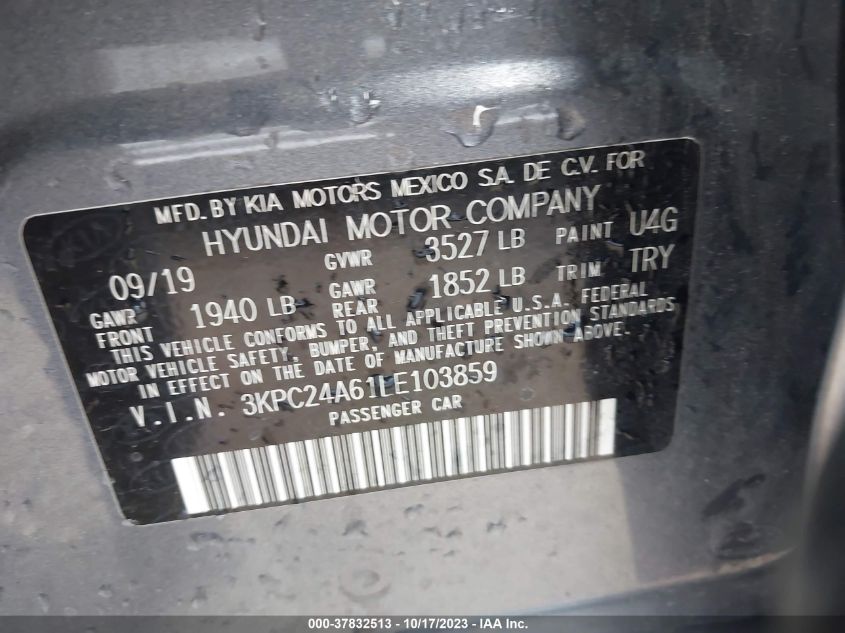 MFD. BY KIA MOTORS MEXICO S.A. DE C.V. FOR
HYUNDAI MOTOR COMPANY
09/19 GVWR 3527 LB PAINT U4G
GAWR FRONT 1940 LB GAWR REAR 1852 LB TRIM TRY
THIS VEHICLE CONFORMS TO ALL APPLICABLE U.S.A. FEDERAL
MOTOR VEHICLE SAFETY, BUMPER, AND THEFT PREVENTION STANDARDS
IN EFFECT ON THE DATE OF MANUFACTURE SHOWN ABOVE.
V.I.N. 3KPC24A61LE103859
PASSENGER CAR
000-37832513 - 10/17/2023 - IAA Inc.